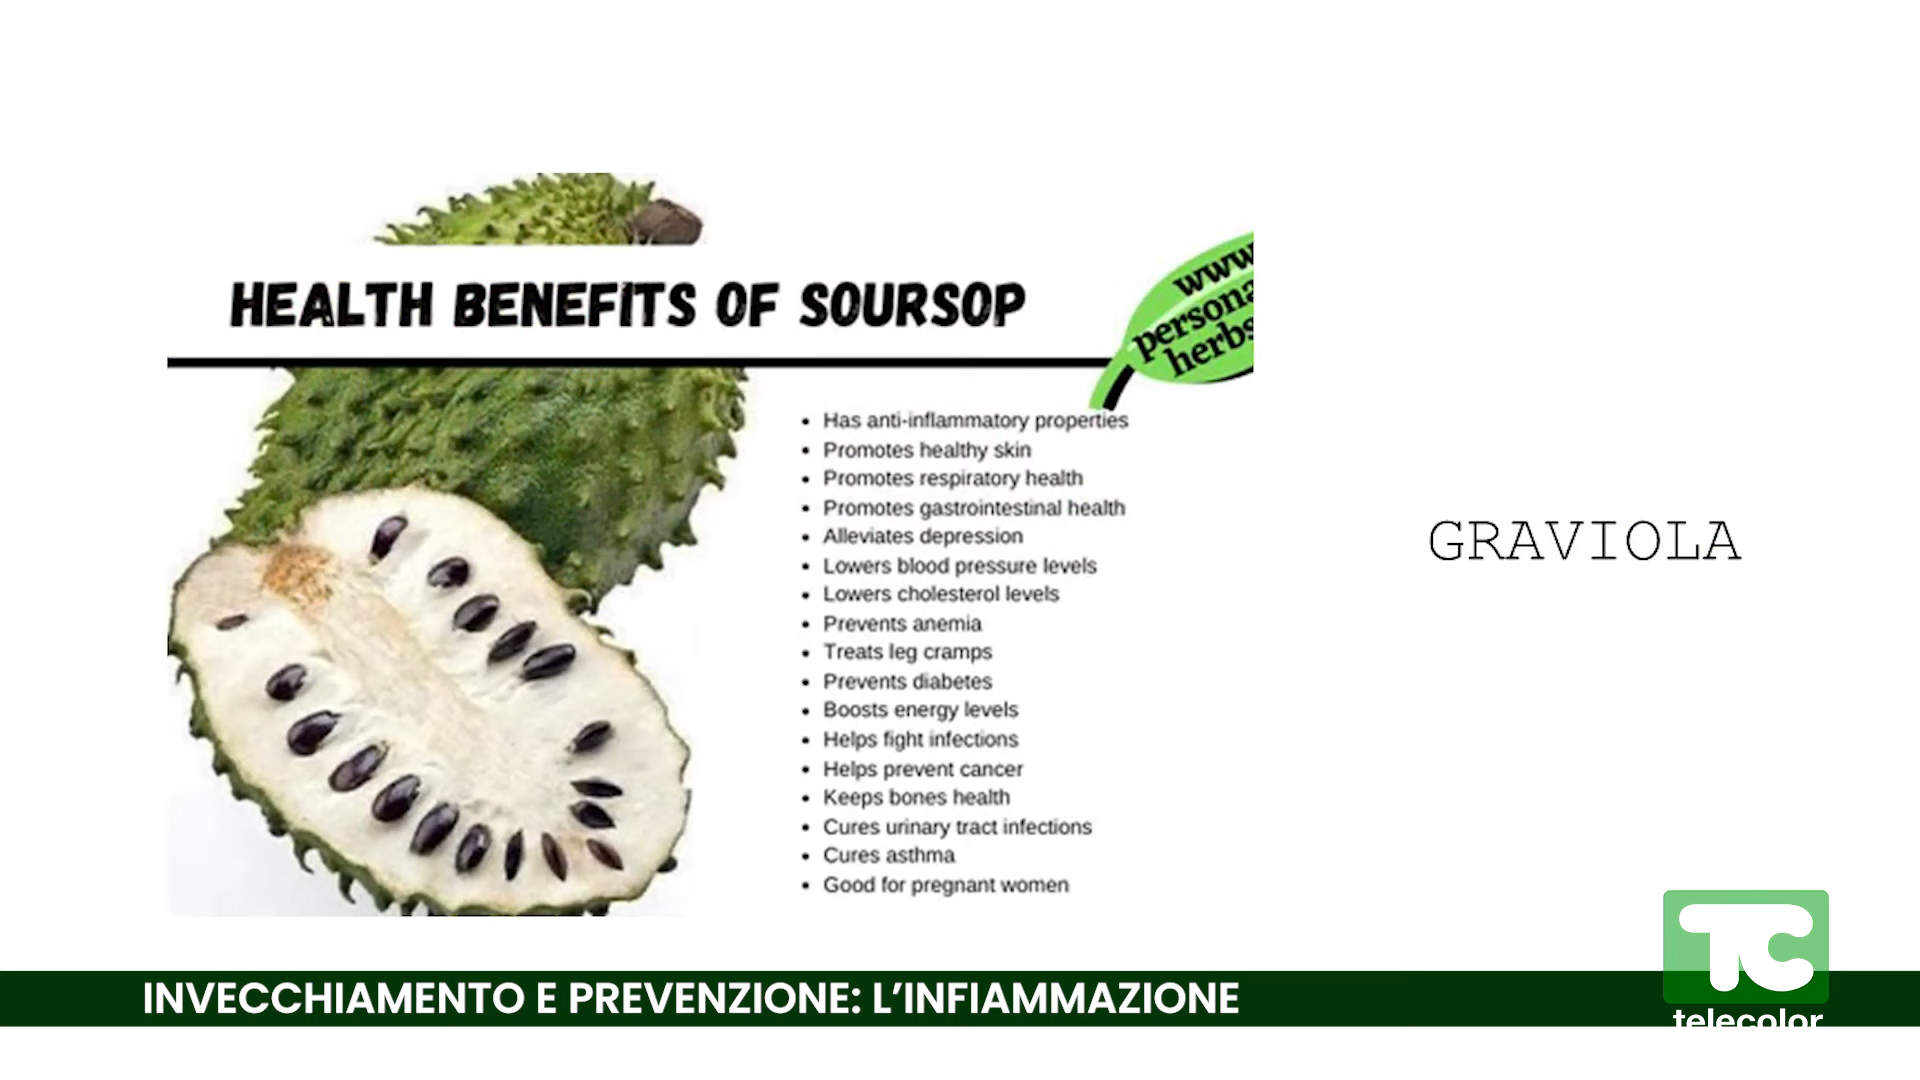 HEALTH BENEFITS OF SOURSOP
www
persona
herbs
Has anti-inflammatory properties
Promotes healthy skin
Promotes respiratory health
Promotes gastrointestinal health
Alleviates depression
Lowers blood pressure levels
Lowers cholesterol levels
Prevents anemia
Treats leg cramps
Prevents diabetes
Boosts energy levels
Helps fight infections
Helps prevent cancer
Keeps bones health
Cures urinary tract infections
Cures asthma
Good for pregnant women
GRAVIOLA
INVECCHIAMENTO E PREVENZIONE: L’INFIAMMAZIONE
TC
telecolor